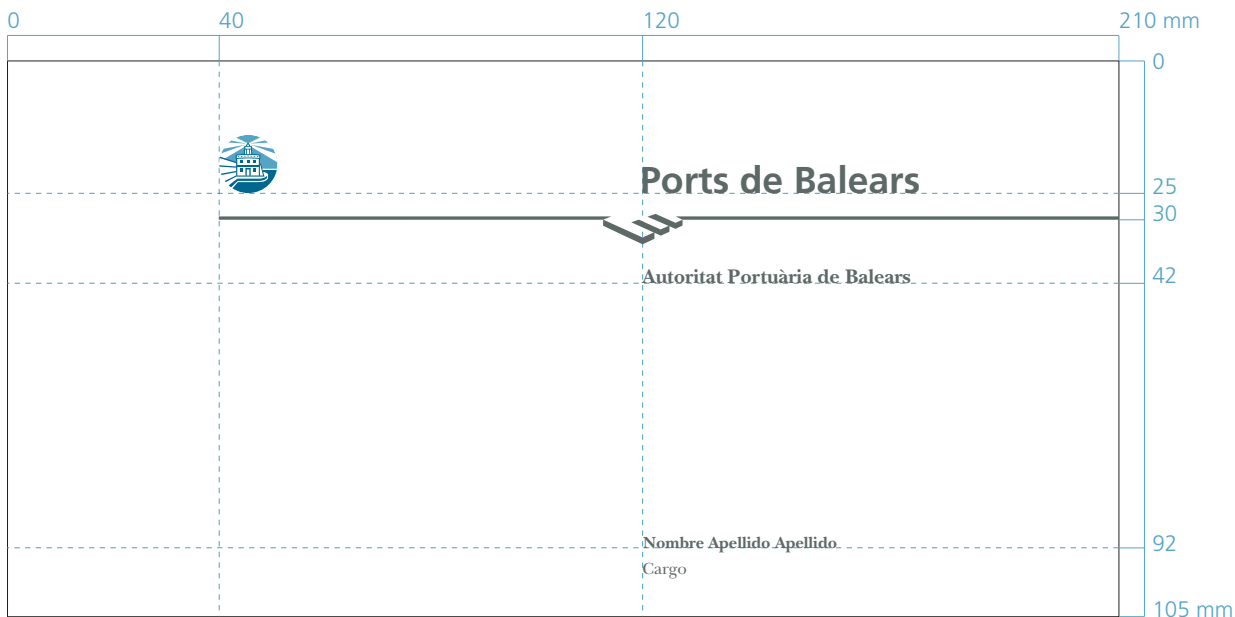 0 40 120 210 mm
0
Ports de Balears
25
30
Autoritat Portuària de Balears
42
Nombre Apellido Apellido
92
Cargo
105 mm